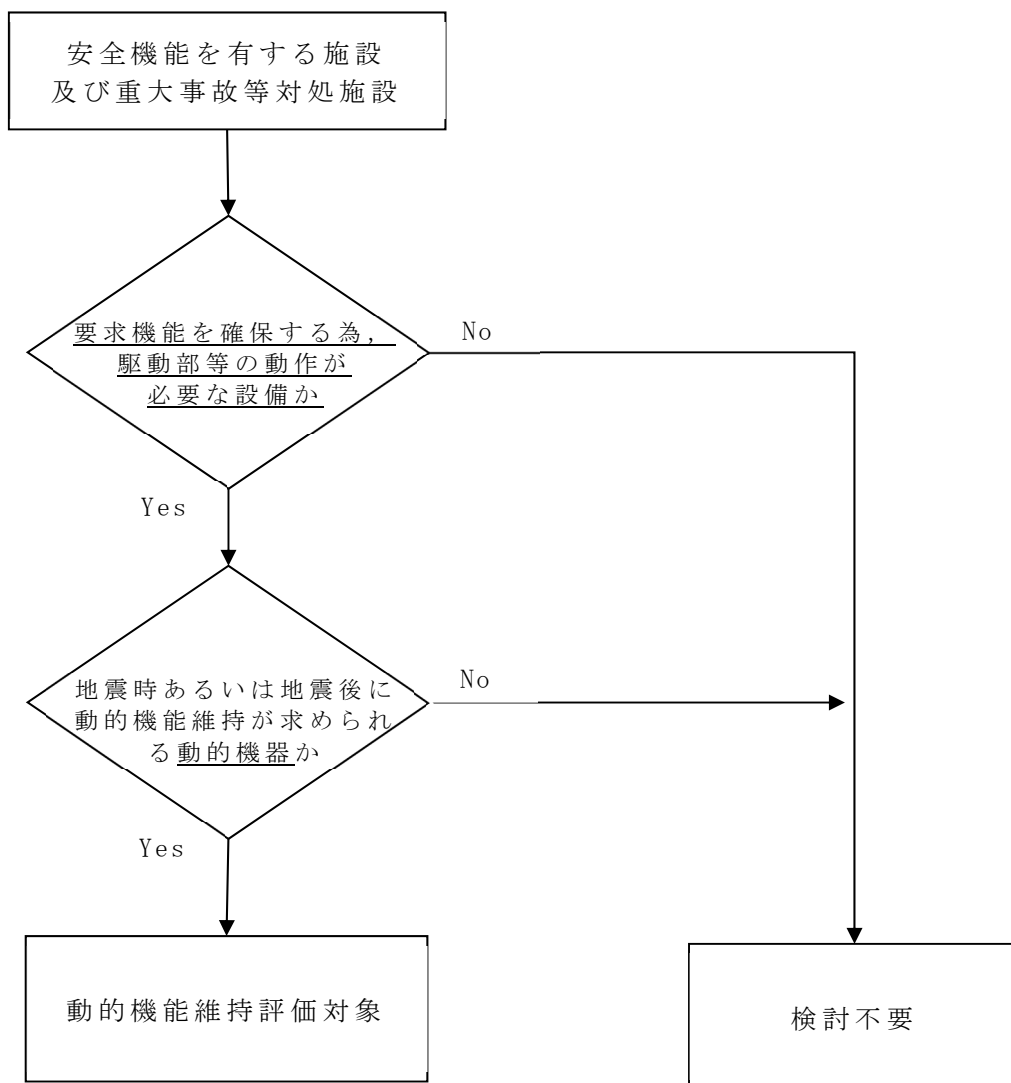 安全機能を有する施設
及び重大事故等対処施設
要求機能を確保する為，
駆動部等の動作が
必要な設備か
No
Yes
地震時あるいは地震後に
動的機能維持が求められ
る動的機器か
No
Yes
動的機能維持評価対象
検討不要